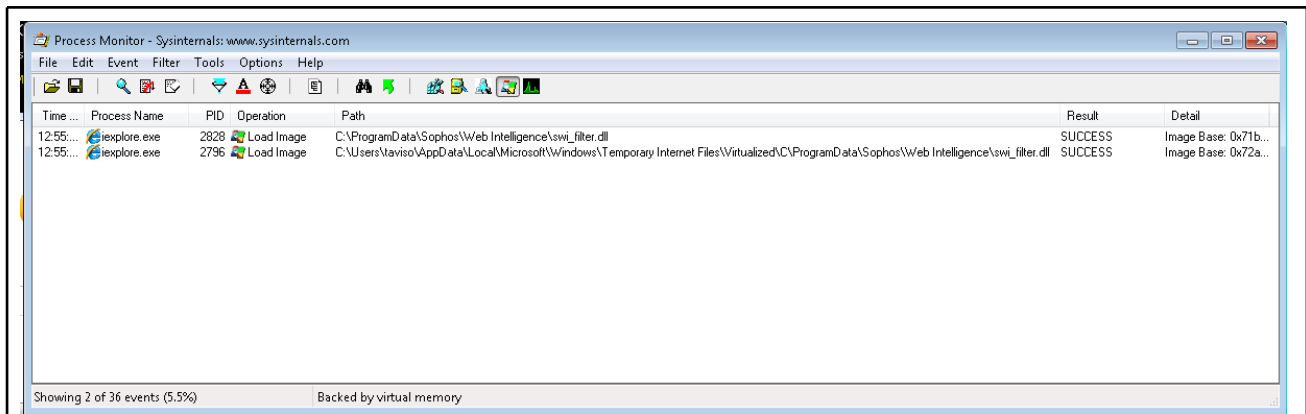 Process Monitor - Sysinternals: www.sysinternals.com
File Edit Event Filter Tools Options Help
Time ... Process Name PID Operation Path Result Detail
12:55:... iexplore.exe 2828 Load Image C:\ProgramData\Sophos\Web Intelligence\swi_filter.dll SUCCESS Image Base: 0x71b...
12:55:... iexplore.exe 2796 Load Image C:\Users\taviso\AppData\Local\Microsoft\Windows\Temporary Internet Files\Virtualized\C\ProgramData\Sophos\Web Intelligence\swi_filter.dll SUCCESS Image Base: 0x72a...
Showing 2 of 36 events (5.5%) Backed by virtual memory